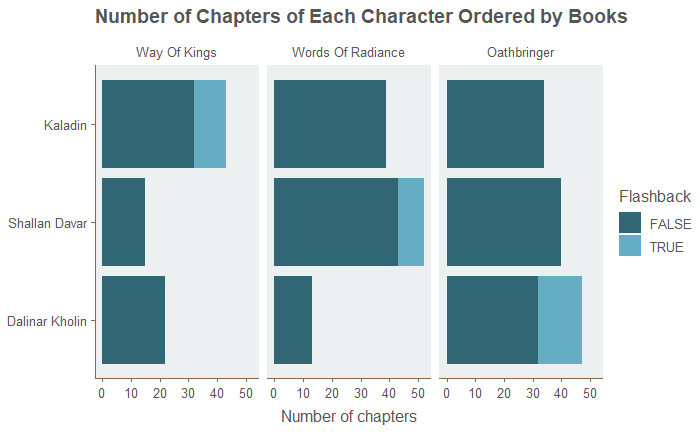 Number of Chapters of Each Character Ordered by Books
Way Of Kings Words Of Radiance Oathbringer
Kaladin
Shallan Davar
Dalinar Kholin
Flashback
FALSE
TRUE
0 10 20 30 40 50 0 10 20 30 40 50 0 10 20 30 40 50
Number of chapters